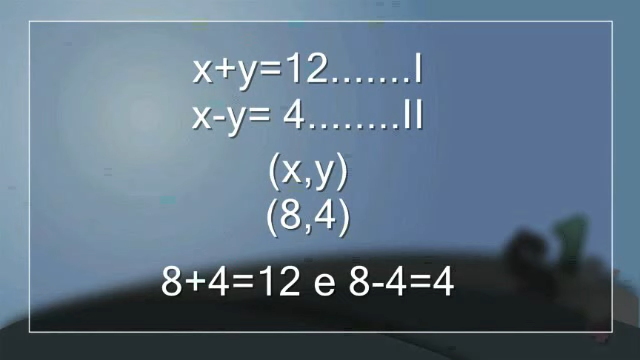 x+y=12.......I
x-y= 4........II
(x,y)
(8,4)
8+4=12 e 8-4=4